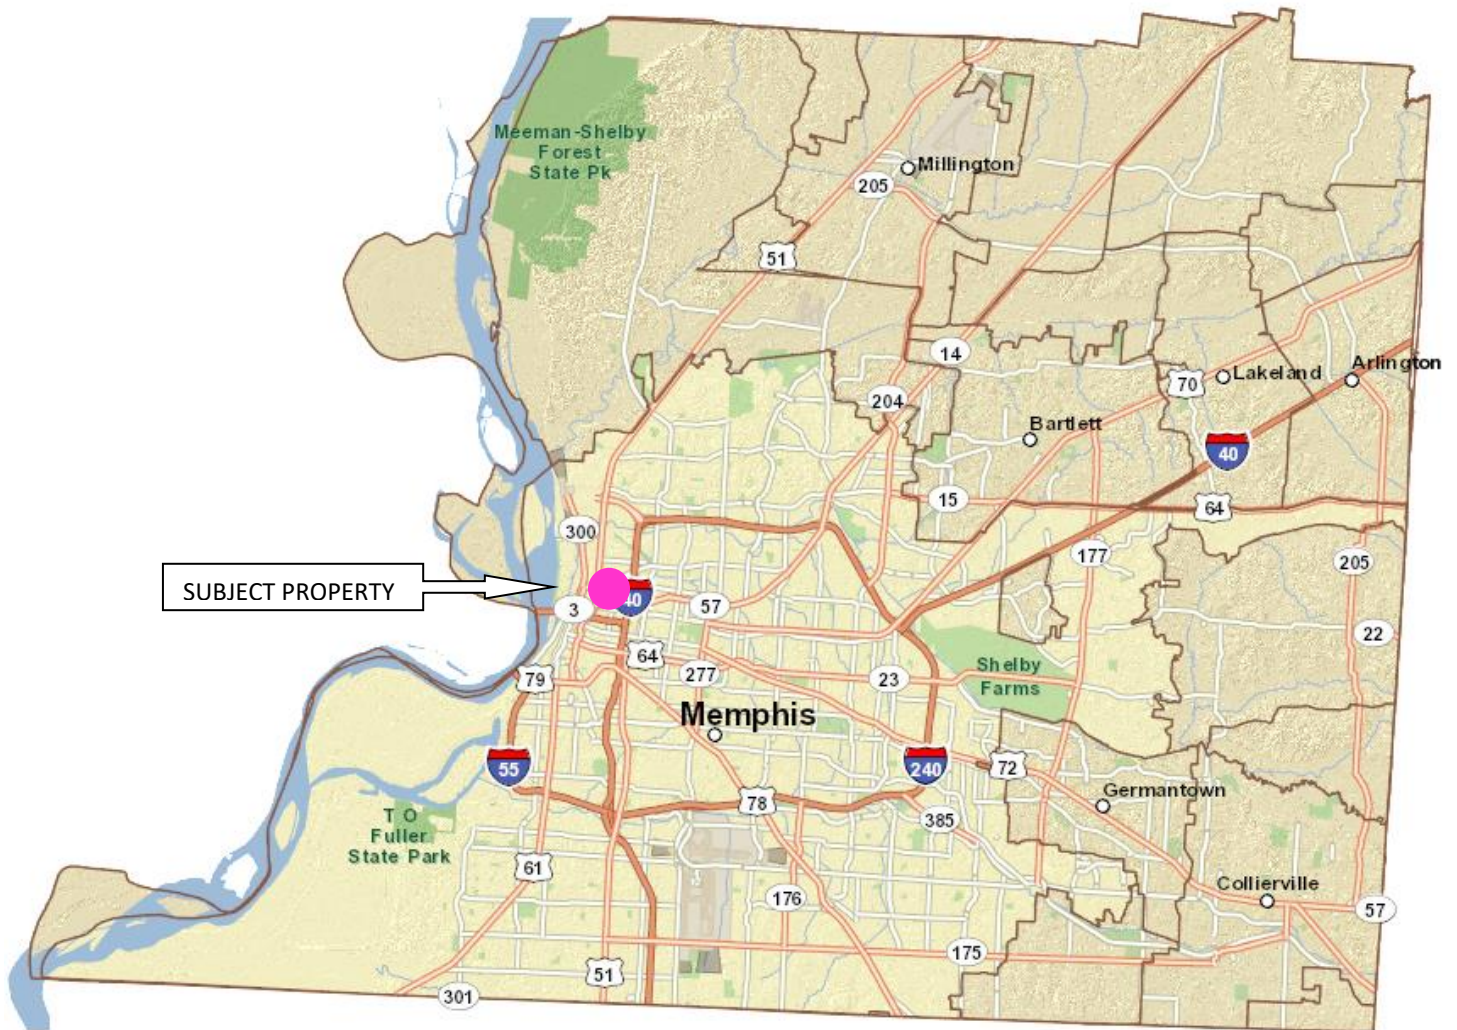 Meeman-Shelby
Forest
State Pk
Millington
205
51
14
Arlington
70
Lakeland
204
Bartlett
40
15
64
300
177
205
SUBJECT PROPERTY
40
3
57
22
64
Shelby
Farms
79
277
23
Memphis
55
240
72
78
Germantown
T O
Fuller
State Park
385
61
Collierville
176
57
175
51
301